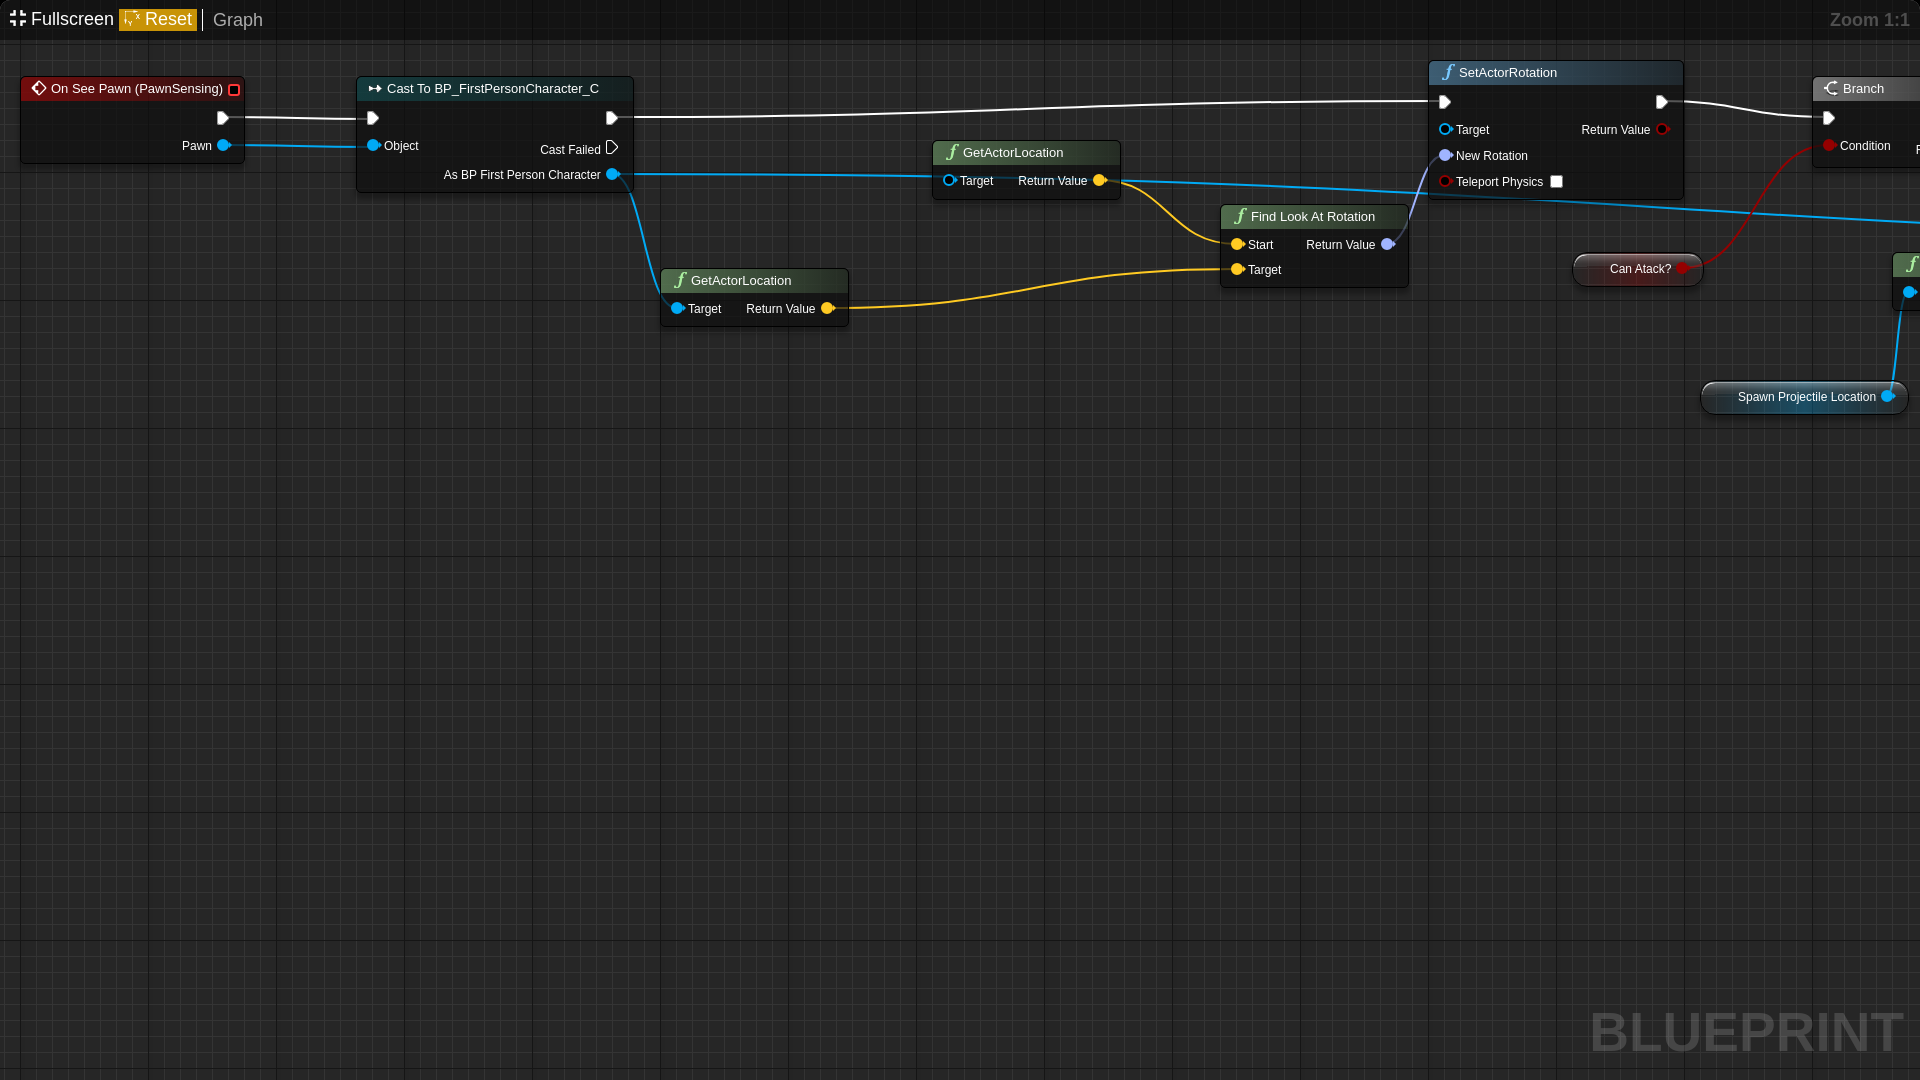 Fullscreen Reset Graph Zoom 1:1
On See Pawn (PawnSensing)
Pawn
Cast To BP_FirstPersonCharacter_C
Object
Cast Failed
As BP First Person Character
GetActorLocation
Target Return Value
GetActorLocation
Target Return Value
Find Look At Rotation
Start Return Value
Target
SetActorRotation
Target Return Value
New Rotation
Teleport Physics
Branch
Condition
Can Atack?
Spawn Projectile Location
BLUEPRINT